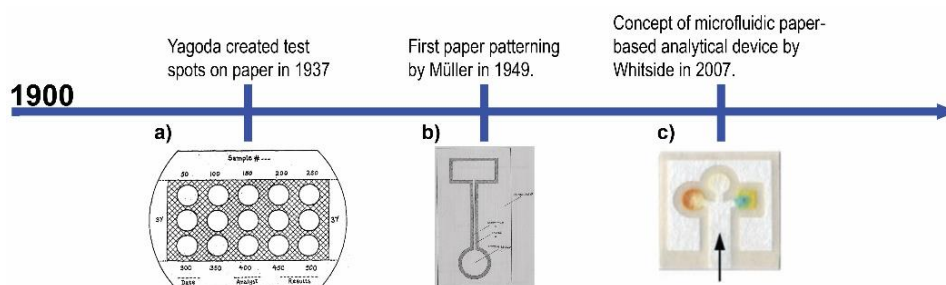 Yagoda created test
spots on paper in 1937
First paper patterning
by Müller in 1949.
Concept of microfluidic paper-
based analytical device by
Whitside in 2007.
1900
a)
b)
c)
Sample #
50 100 150 200 250
300 350 400 450 500
Date Analyst Results